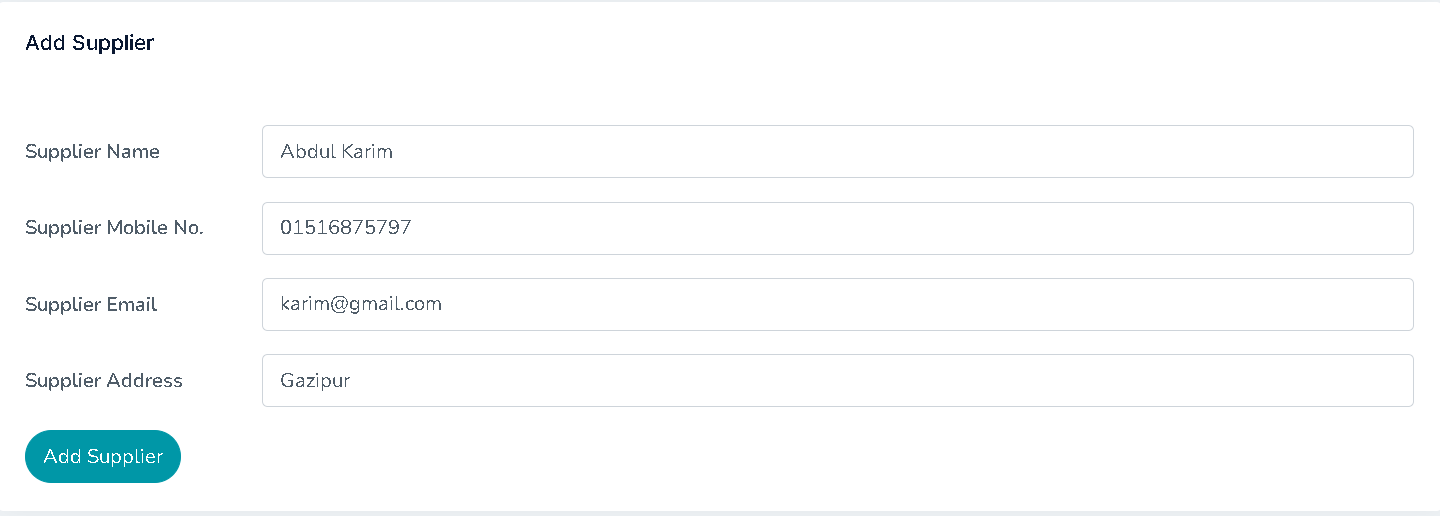 Add Supplier
Supplier Name Abdul Karim
Supplier Mobile No. 01516875797
Supplier Email karim@gmail.com
Supplier Address Gazipur
Add Supplier